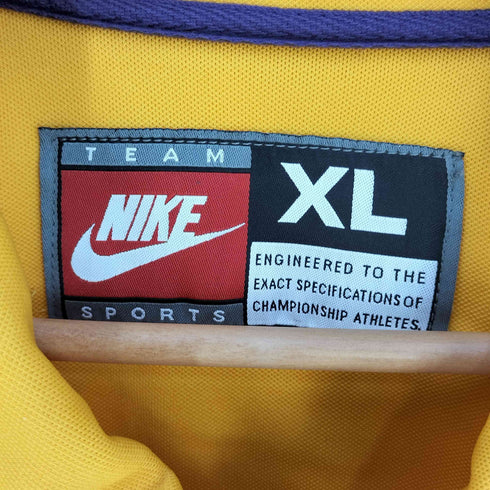 TEAM
NIKE
SPORTS
XL
ENGINEERED TO THE
EXACT SPECIFICATIONS OF
CHAMPIONSHIP ATHLETES.